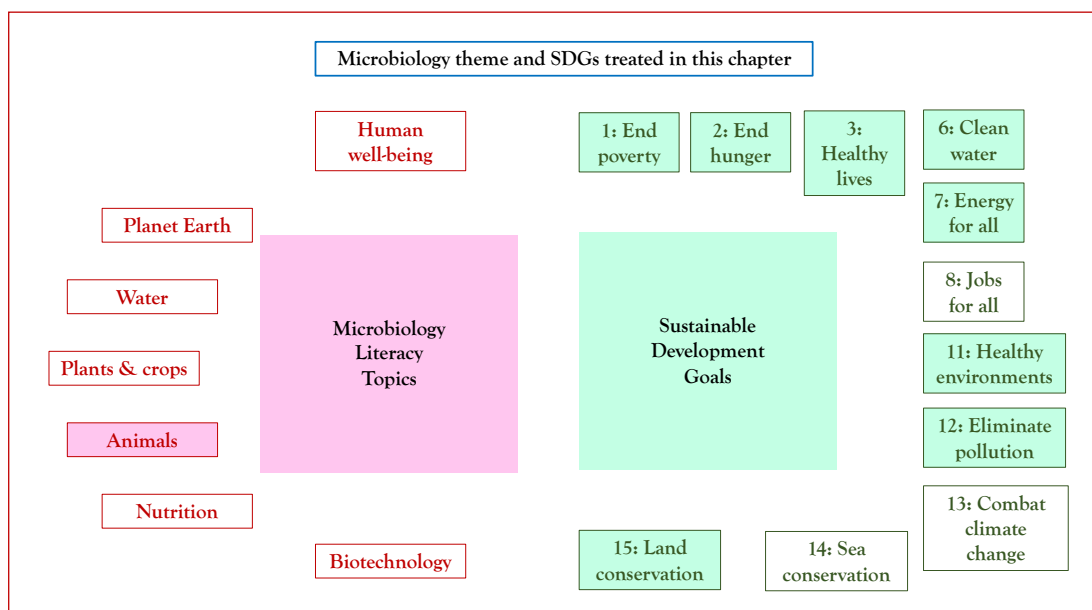 Microbiology theme and SDGs treated in this chapter
Human
well-being
Planet Earth
Water
Plants & crops
Animals
Nutrition
Biotechnology
Microbiology
Literacy
Topics
Sustainable
Development
Goals
1: End
poverty
2: End
hunger
3:
Healthy
lives
6: Clean
water
7: Energy
for all
8: Jobs
for all
11: Healthy
environments
12: Eliminate
pollution
13: Combat
climate
change
14: Sea
conservation
15: Land
conservation